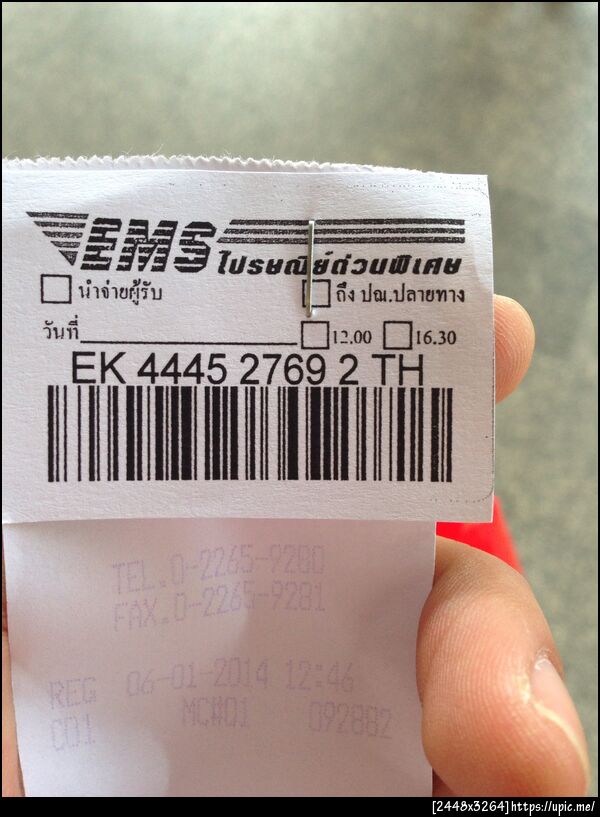 EMS ไปรษณีย์ด่วนพิเศษ
นำจ่ายผู้รับ ถึง ปณ.ปลายทาง
วันที่ 12.00 16.30
EK 4445 2769 2 TH
TEL.0-2265-9280
FAX.0-2265-9281
REG 06-01-2014 12:46
C01 MC#01 092882
[2448x3264]https://upic.me/